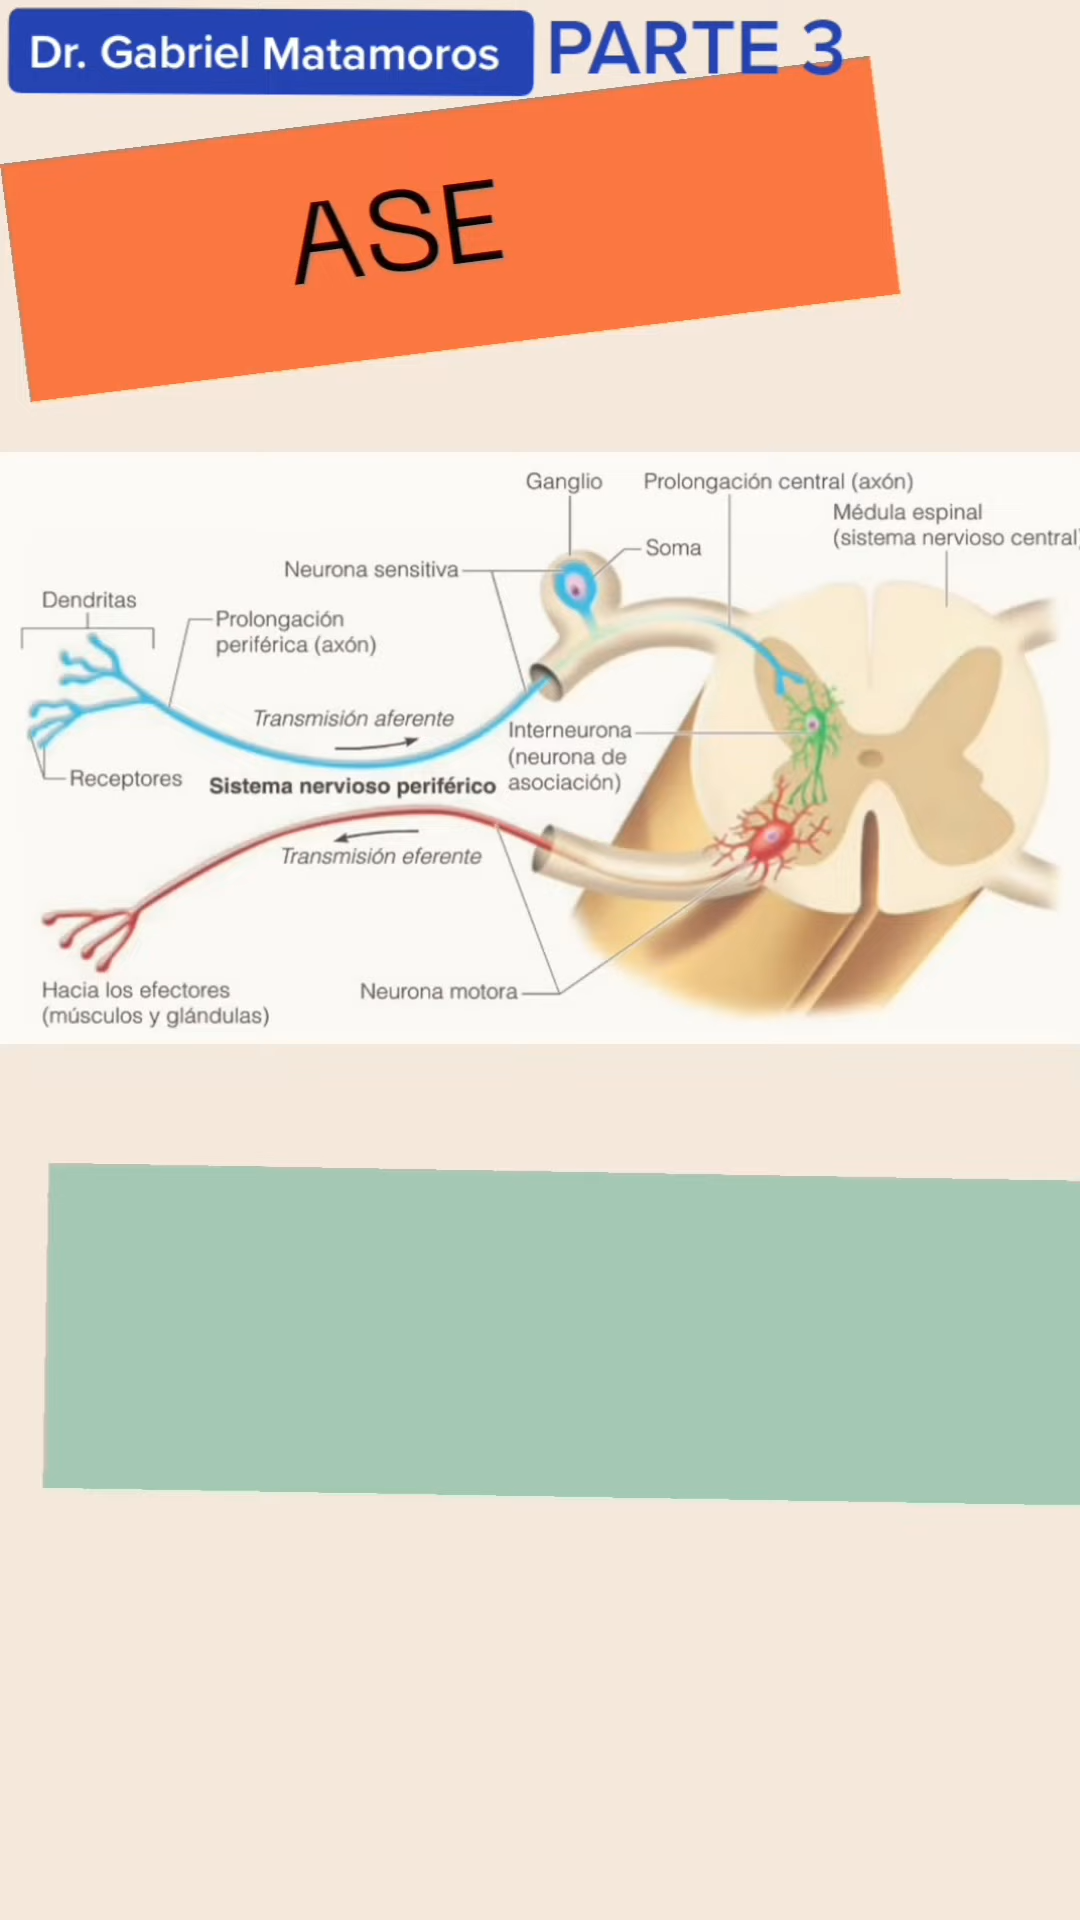 Dr. Gabriel Matamoros
PARTE 3
ASE
Ganglio
Prolongación central (axón)
Médula espinal
(sistema nervioso central)
Soma
Neurona sensitiva
Dendritas
Prolongación
periférica (axón)
Transmisión aferente
Interneurona
(neurona de
asociación)
Receptores
Sistema nervioso periférico
Transmisión eferente
Hacia los efectores
(músculos y glándulas)
Neurona motora